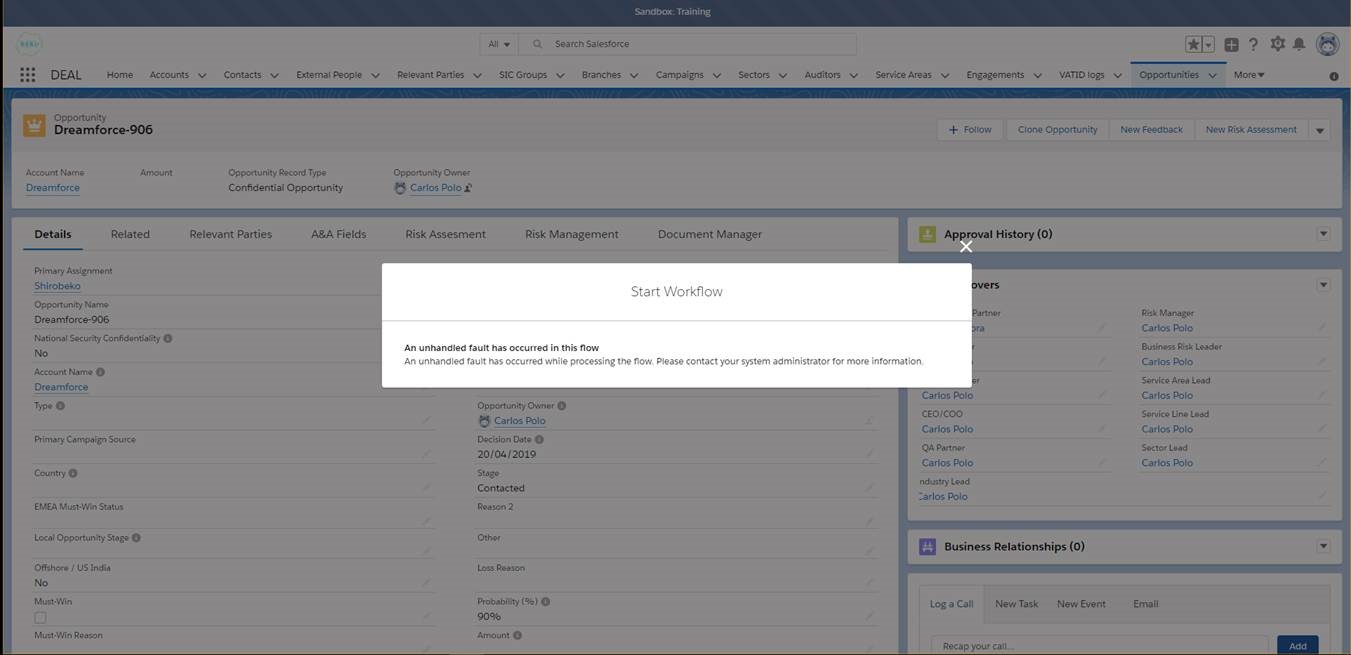 Sandbox: Training
DEAL
All
Search Salesforce
DEAL
Home
Accounts
Contacts
External People
Relevant Parties
SIC Groups
Branches
Campaigns
Sectors
Auditors
Service Areas
Engagements
VATID logs
Opportunities
More
Opportunity
Dreamforce-906
+ Follow
Clone Opportunity
New Feedback
New Risk Assessment
Account Name
Amount
Opportunity Record Type
Opportunity Owner
Dreamforce
Confidential Opportunity
Carlos Polo
Details
Related
Relevant Parties
A&A Fields
Risk Assesment
Risk Management
Document Manager
Primary Assignment
Shirobeko
Opportunity Name
Dreamforce-906
National Security Confidentiality
No
Account Name
Dreamforce
Type
Primary Campaign Source
Country
EMEA Must-Win Status
Local Opportunity Stage
Offshore / US India
No
Must-Win
Must-Win Reason
Start Workflow
An unhandled fault has occurred in this flow
An unhandled fault has occurred while processing the flow. Please contact your system administrator for more information.
Opportunity Owner
Carlos Polo
Decision Date
20/04/2019
Stage
Contacted
Reason 2
Other
Loss Reason
Probability (%)
90%
Amount
Approval History (0)
overs
Partner
ora
Risk Manager
Carlos Polo
Business Risk Leader
Carlos Polo
Carlos Polo
Service Area Lead
Carlos Polo
CEO/COO
Carlos Polo
Service Line Lead
Carlos Polo
QA Partner
Carlos Polo
Sector Lead
Carlos Polo
ndustry Lead
Carlos Polo
Business Relationships (0)
Log a Call
New Task
New Event
Email
Recap your call...
Add